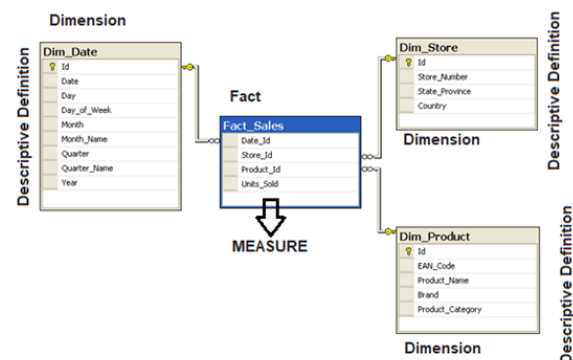 Dimension
Descriptive Definition
Dim_Date
Id
Date
Day
Day_of_Week
Month
Month_Name
Quarter
Quarter_Name
Year
Fact
Fact_Sales
Date_Id
Store_Id
Product_Id
Units_Sold
MEASURE
Dim_Store
Id
Store_Number
State_Province
Country
Dimension
Descriptive Definition
Dim_Product
Id
EAN_Code
Product_Name
Brand
Product_Category
Dimension
Descriptive Definition